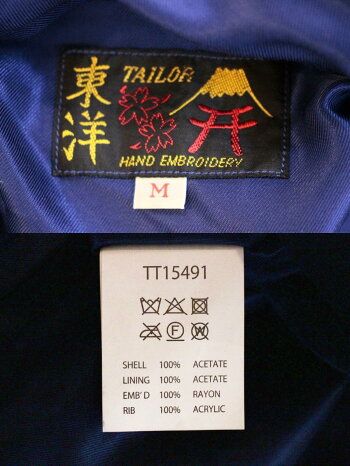 東洋
TAILOR
HAND EMBROIDERY
M
TT15491
SHELL 100% ACETATE
LINING 100% ACETATE
EMB'D 100% RAYON
RIB 100% ACRYLIC